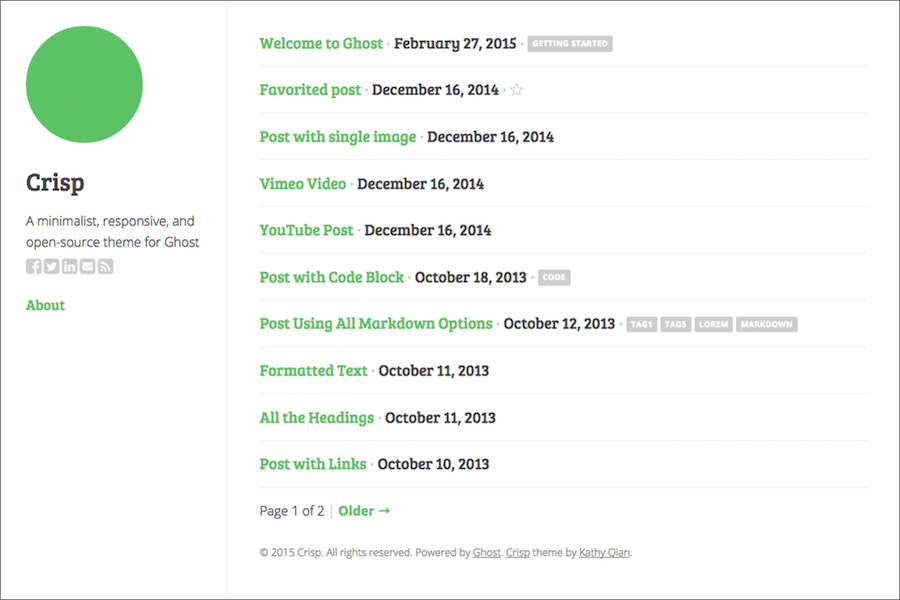 Crisp
A minimalist, responsive, and
open-source theme for Ghost
About
Welcome to Ghost · February 27, 2015 · GETTING STARTED
Favorited post · December 16, 2014 · ☆
Post with single image · December 16, 2014
Vimeo Video · December 16, 2014
YouTube Post · December 16, 2014
Post with Code Block · October 18, 2013 · CODE
Post Using All Markdown Options · October 12, 2013 · TAG1 TAG5 LOREM MARKDOWN
Formatted Text · October 11, 2013
All the Headings · October 11, 2013
Post with Links · October 10, 2013
Page 1 of 2 | Older →
© 2015 Crisp. All rights reserved. Powered by Ghost. Crisp theme by Kathy Qian.